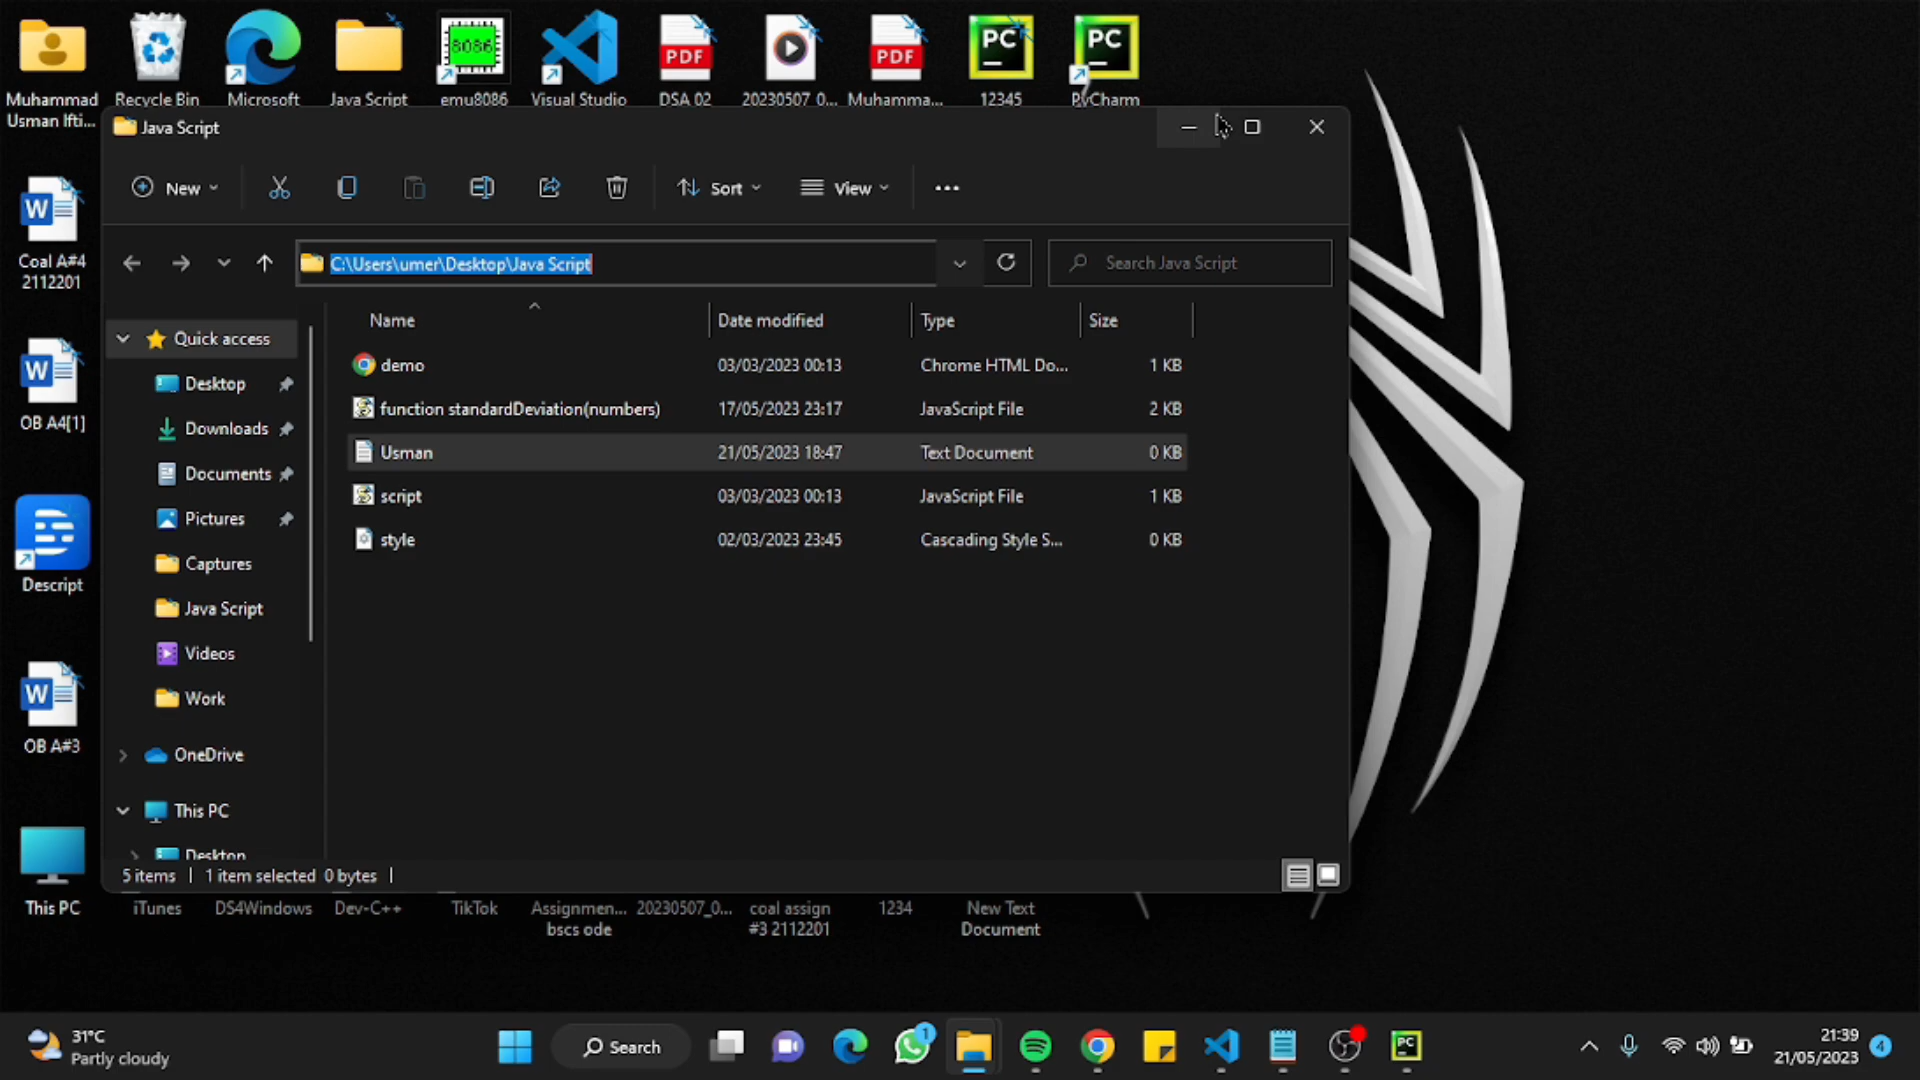 Muhammad
Usman Ifti...
Recycle Bin
Microsoft
Java Script
8086
emu8086
Visual Studio
PDF
DSA 02
20230507_0...
PDF
Muhamma...
PC
12345
PC
PyCharm
Java Script
New
Sort
View
C:\Users\umer\Desktop\Java Script
Search Java Script
Name
Date modified
Type
Size
demo
03/03/2023 00:13
Chrome HTML Do...
1 KB
function standardDeviation(numbers)
17/05/2023 23:17
JavaScript File
2 KB
Usman
21/05/2023 18:47
Text Document
0 KB
script
03/03/2023 00:13
JavaScript File
1 KB
style
02/03/2023 23:45
Cascading Style S...
0 KB
Quick access
Desktop
Downloads
Documents
Pictures
Captures
Java Script
Videos
Work
OneDrive
This PC
Desktop
5 items
1 item selected 0 bytes
W
Coal A#4
2112201
W
OB A4[1]
Descript
W
OB A#3
This PC
iTunes
DS4Windows
Dev-C++
TikTok
Assignmen...
bscs ode
20230507_0...
coal assign
#3 2112201
1234
New Text
Document
31°C
Partly cloudy
Search
1
PC
21:39
21/05/2023
4